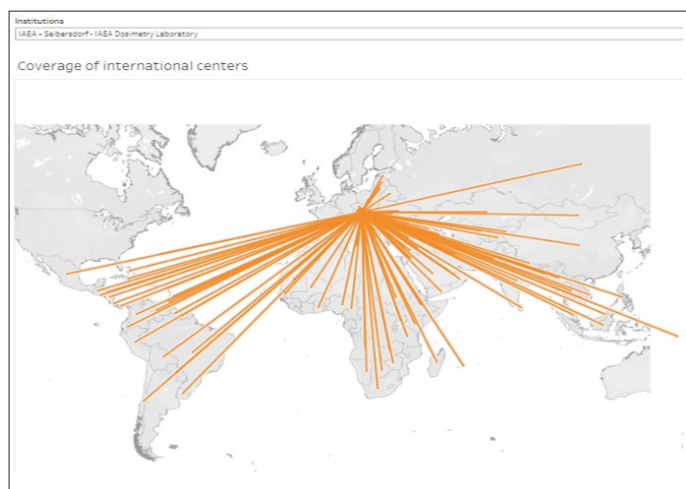 Institutions
IAEA – Seibersdorf - IAEA Dosimetry Laboratory
Coverage of international centers